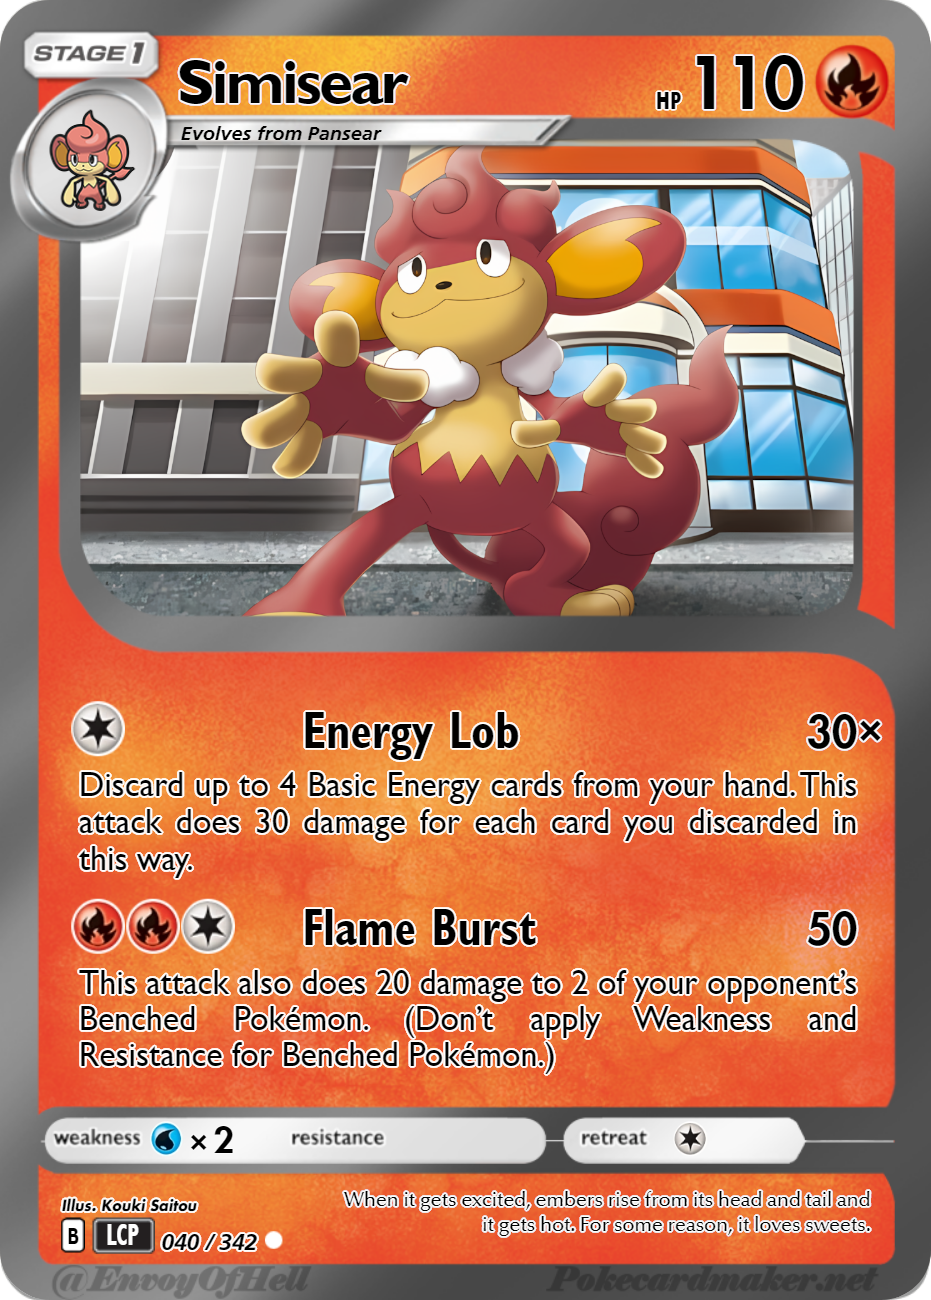 STAGE 1
Simisear
HP 110
Evolves from Pansear
Energy Lob 30×
Discard up to 4 Basic Energy cards from your hand. This
attack does 30 damage for each card you discarded in
this way.
Flame Burst 50
This attack also does 20 damage to 2 of your opponent's
Benched Pokémon. (Don't apply Weakness and
Resistance for Benched Pokémon.)
weakness ×2 resistance retreat
Illus. Kouki Saitou
When it gets excited, embers rise from its head and tail and
it gets hot. For some reason, it loves sweets.
B LCP 040 / 342
@EnvoyOfHell
Pokecardmaker.net